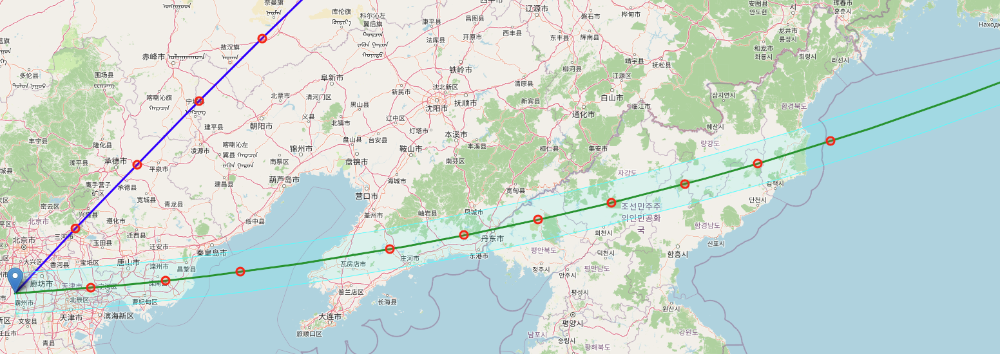 奈曼旗
库伦旗
科尔沁左
翼后旗
康平县
昌图县
辽源市
磐石市
桦甸市
安图县
안도현
시
珲春市
훈춘시
Находк
开原市
西丰县
东丰县
辉南县
法库县
龙井市
룡정시
和龙市
화룡시
회령시
라선시
敖汉旗
赤峰市
多伦县
围场县
铁岭市
柳河县
靖宇县
抚松县
江源区
阜新市
沈北新区
清原县
新民市
삼지연시
喀喇沁旗
北票市
清河门区
黑山县
抚顺市
沈阳市
新宾县
白山市
临江市
함경북도
通化市
义县
北镇市
辽中区
建平县
朝阳市
혜산시
灯塔市
本溪市
丰宁县
隆化县
喀喇沁左
翼县
凌源市
锦州市
盘山县
台安县
鞍山市
本溪县
桓仁县
集安市
량강도
滦平县
承德市
平泉市
南票区
盘锦市
南芬区
자강도
葫芦岛市
海城市
建昌县
김책시
鹰手营子
矿区
承德县
宽甸县
营口市
단천시
密云区
兴隆县
宽城县
青龙县
盖州市
岫岩县
凤城市
조선민주주
의인민공화
국
北京市
遵化市
绥中县
함경남도
三河市
迁西县
희천시
北京市
玉田县
迁安市
秦皇岛市
丹东市
신포시
평안북도
덕천시
함흥시
大兴区
香河县
宝坻区
唐山市
滦州市
昌黎县
瓦房店市
庄河市
东港市
정주시
평안남도
안주시
廊坊市
天津市
宁河区
滦南县
霸州市
北辰区
曹妃甸区
普兰店区
长海县
평성시
원산시
文安县
天津市
滨海新区
大连市
평양시
旅顺口区
남포시
송림시
강원도
任丘市
青县
황해북도